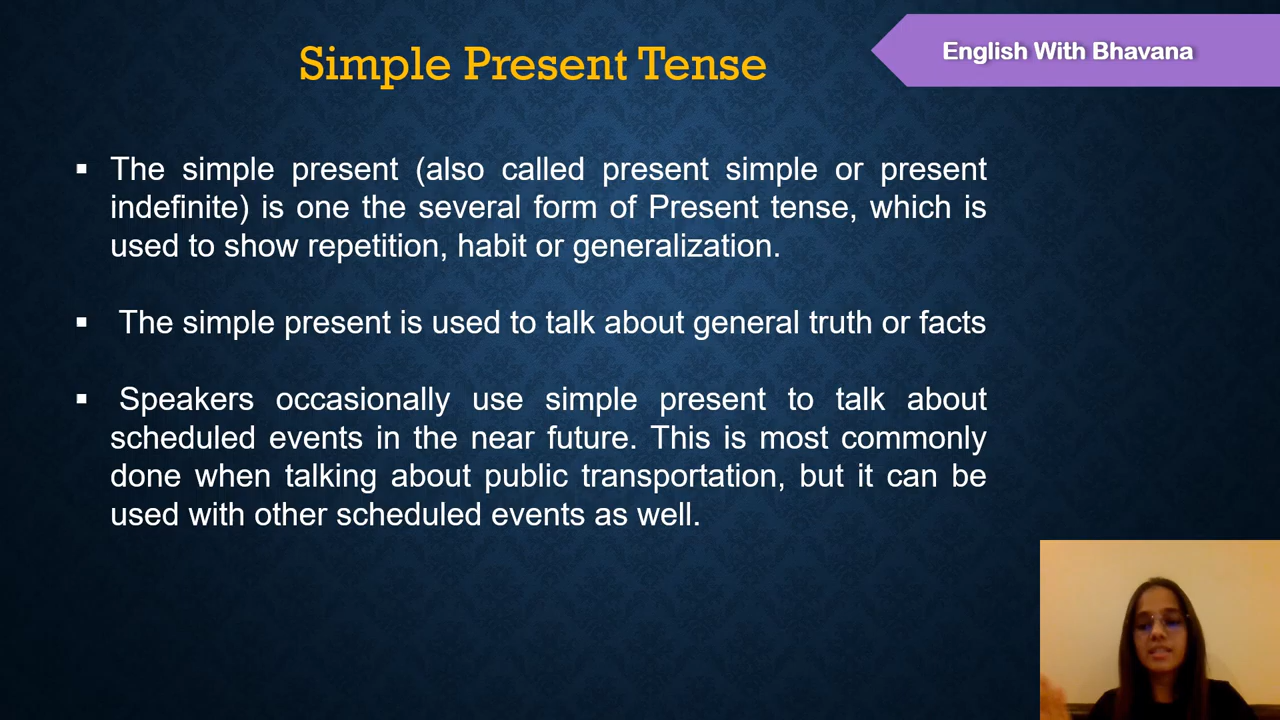 Simple Present Tense
English With Bhavana
▪ The simple present (also called present simple or present
indefinite) is one the several form of Present tense, which is
used to show repetition, habit or generalization.
▪ The simple present is used to talk about general truth or facts
▪ Speakers occasionally use simple present to talk about
scheduled events in the near future. This is most commonly
done when talking about public transportation, but it can be
used with other scheduled events as well.